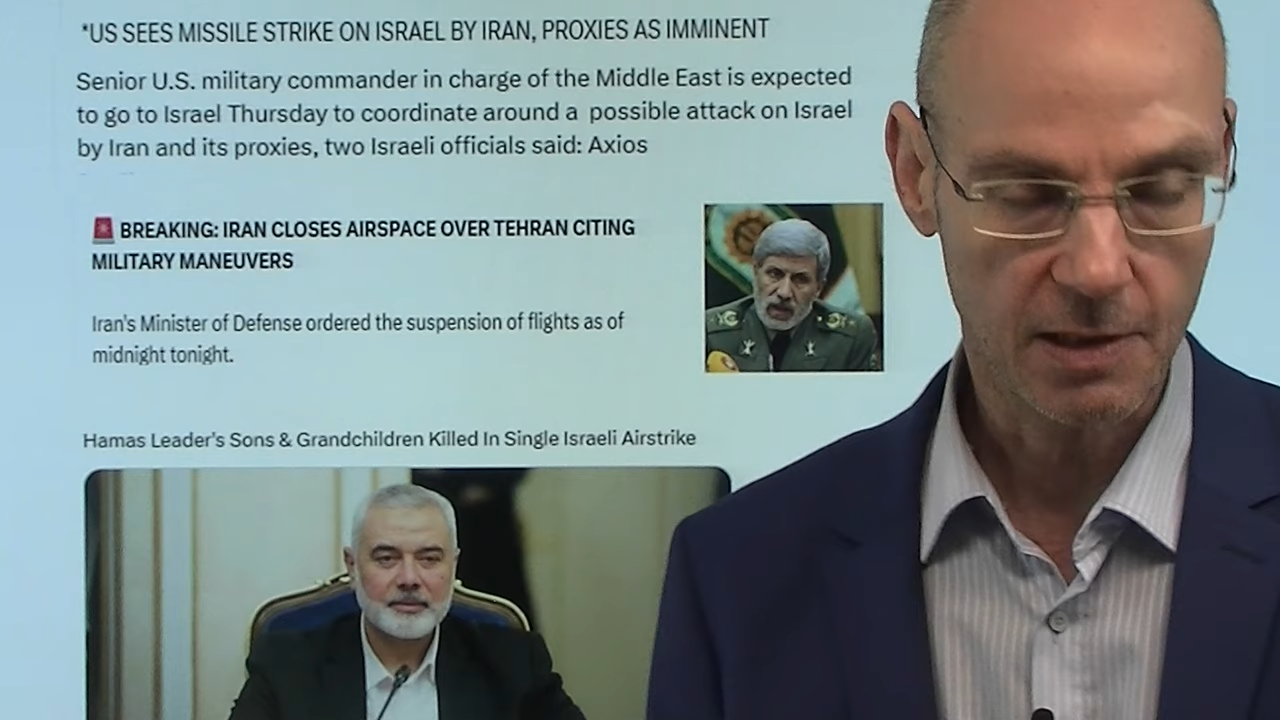 *US SEES MISSILE STRIKE ON ISRAEL BY IRAN, PROXIES AS IMMINENT
Senior U.S. military commander in charge of the Middle East is expected
to go to Israel Thursday to coordinate around a possible attack on Israel
by Iran and its proxies, two Israeli officials said: Axios
🚨 BREAKING: IRAN CLOSES AIRSPACE OVER TEHRAN CITING
MILITARY MANEUVERS
Iran's Minister of Defense ordered the suspension of flights as of
midnight tonight.
Hamas Leader's Sons & Grandchildren Killed In Single Israeli Airstrike